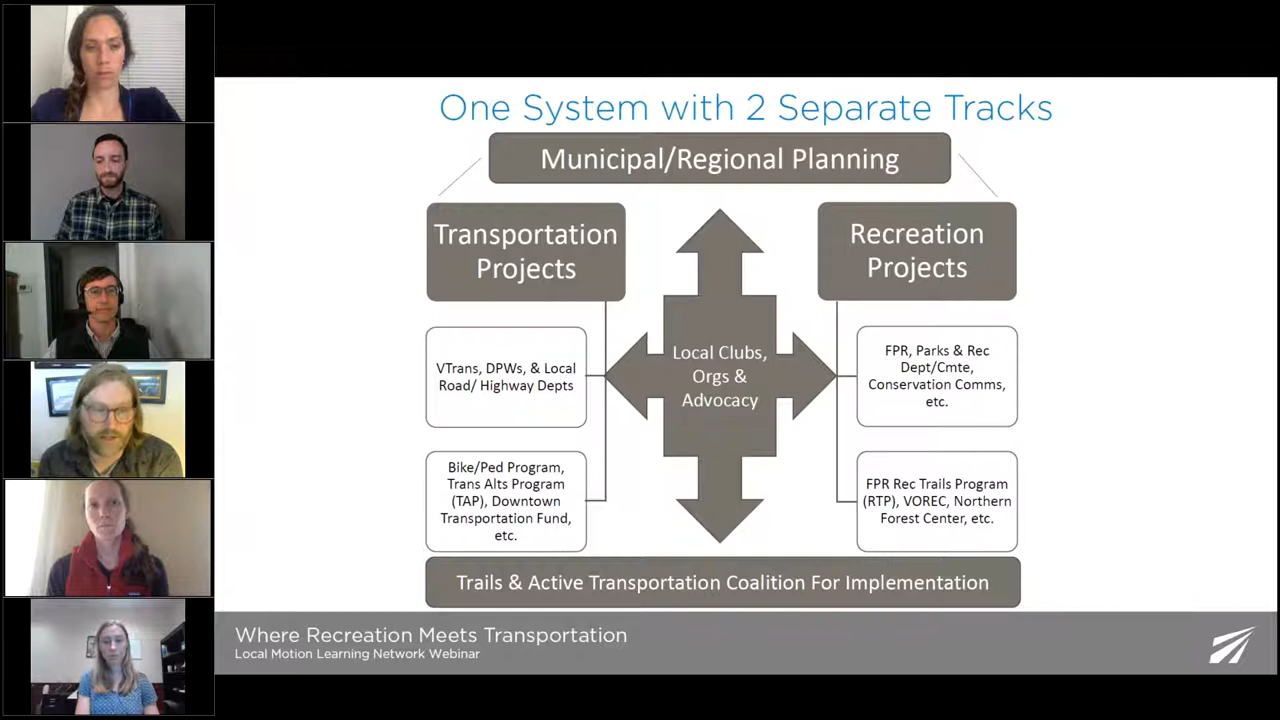 One System with 2 Separate Tracks
Municipal/Regional Planning
Transportation
Projects
Recreation
Projects
VTrans, DPWs, & Local
Road/ Highway Depts
Local Clubs,
Orgs &
Advocacy
FPR, Parks & Rec
Dept/Cmte,
Conservation Comms,
etc.
Bike/Ped Program,
Trans Alts Program
(TAP), Downtown
Transportation Fund,
etc.
FPR Rec Trails Program
(RTP), VOREC, Northern
Forest Center, etc.
Trails & Active Transportation Coalition For Implementation
Where Recreation Meets Transportation
Local Motion Learning Network Webinar